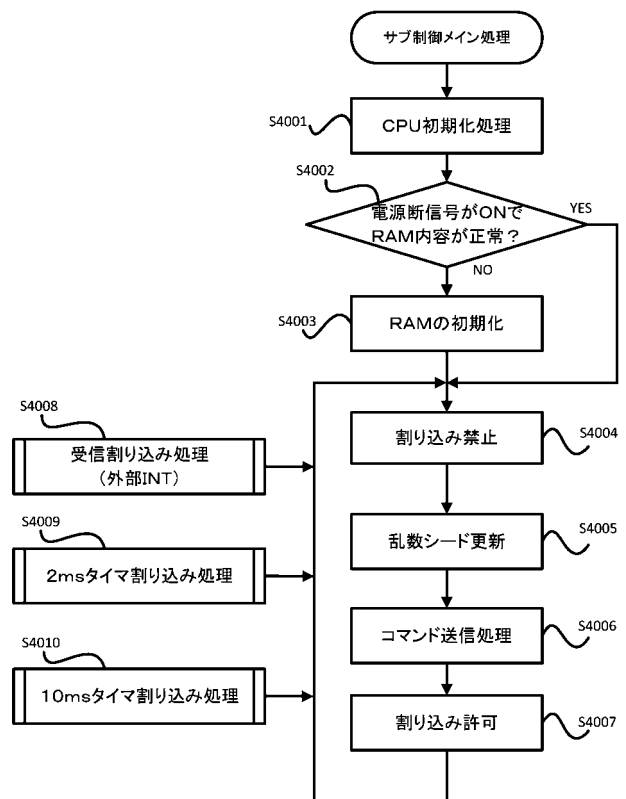 サブ制御メイン処理
S4001
CPU初期化処理
S4002
電源断信号がONで
RAM内容が正常?
YES
NO
S4003
RAMの初期化
S4008
受信割り込み処理
(外部INT)
割り込み禁止
S4004
S4009
2msタイマ割り込み処理
乱数シード更新
S4005
コマンド送信処理
S4006
S4010
10msタイマ割り込み処理
割り込み許可
S4007